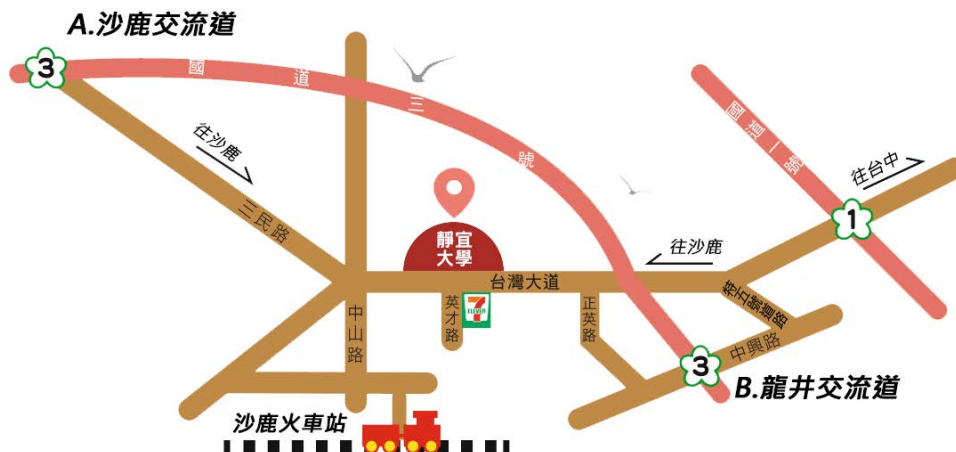 A.沙鹿交流道
3
國道三號
國道一號
往沙鹿
往台中
三民路
1
靜宜
大學
往沙鹿
台灣大道
特五號道路
英才路
7
ELEVEn
正英路
中山路
中興路
3
B.龍井交流道
沙鹿火車站